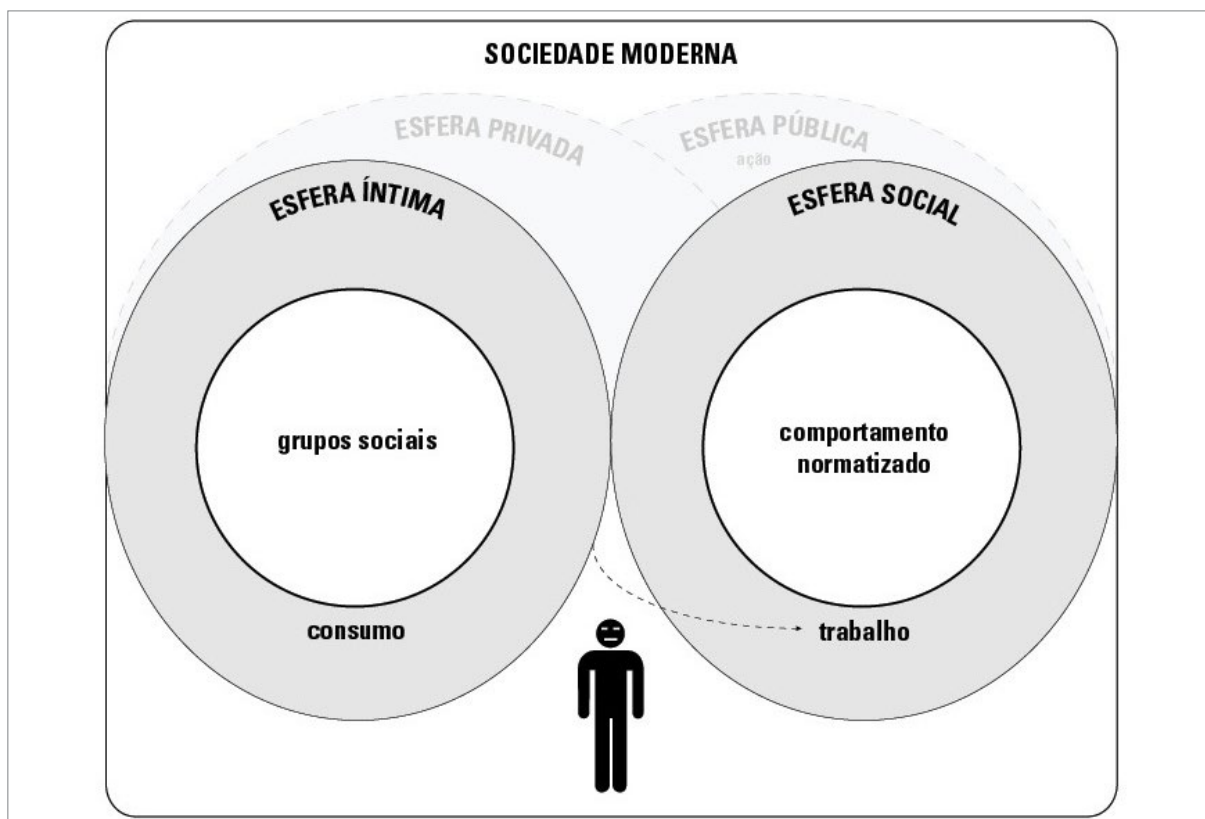 SOCIEDADE MODERNA
ESFERA PRIVADA
ESFERA PÚBLICA
ação
ESFERA ÍNTIMA
ESFERA SOCIAL
grupos sociais
comportamento
normatizado
consumo
trabalho